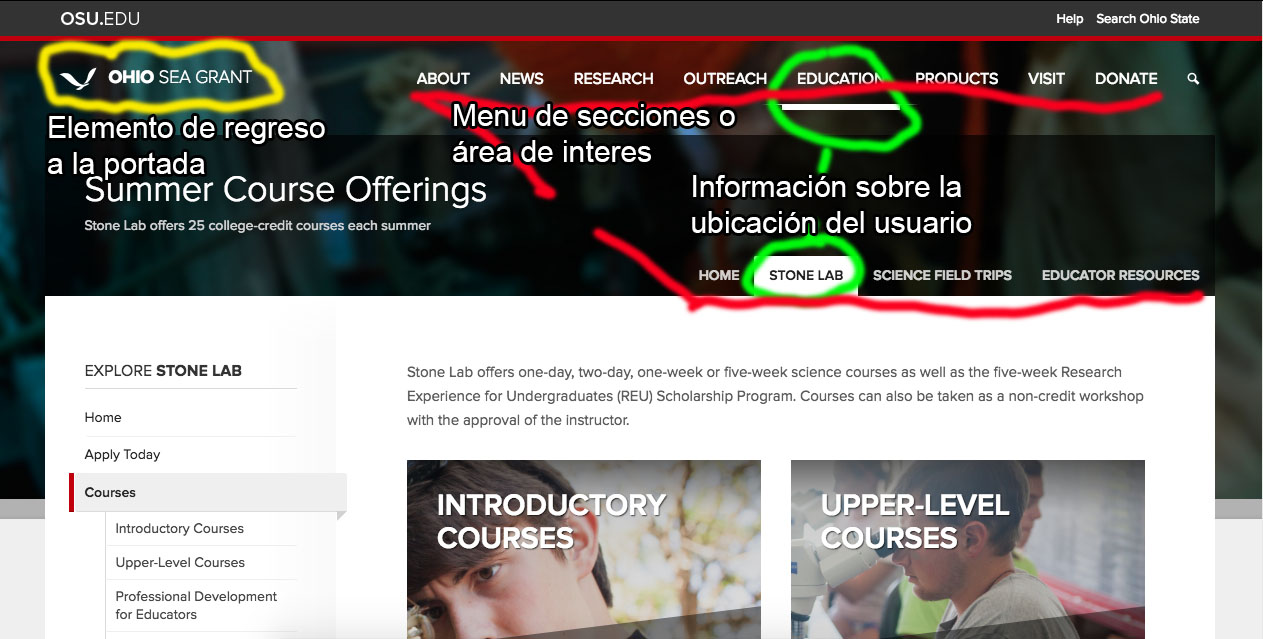 OSU.EDU
Help Search Ohio State
OHIO SEA GRANT
ABOUT NEWS RESEARCH OUTREACH EDUCATION PRODUCTS VISIT DONATE
Elemento de regreso
a la portada
Menu de secciones o
área de interes
Summer Course Offerings
Stone Lab offers 25 college-credit courses each summer
Información sobre la
ubicación del usuario
HOME STONE LAB SCIENCE FIELD TRIPS EDUCATOR RESOURCES
EXPLORE STONE LAB
Home
Apply Today
Courses
Introductory Courses
Upper-Level Courses
Professional Development
for Educators
Stone Lab offers one-day, two-day, one-week or five-week science courses as well as the five-week Research
Experience for Undergraduates (REU) Scholarship Program. Courses can also be taken as a non-credit workshop
with the approval of the instructor.
INTRODUCTORY
COURSES
UPPER-LEVEL
COURSES